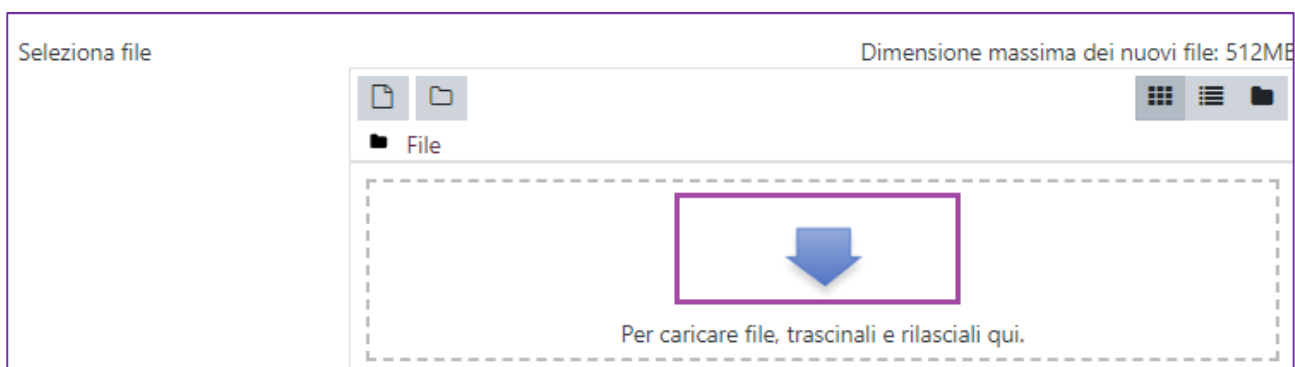 Seleziona file
Dimensione massima dei nuovi file: 512MB
File
Per caricare file, trascinali e rilasciali qui.